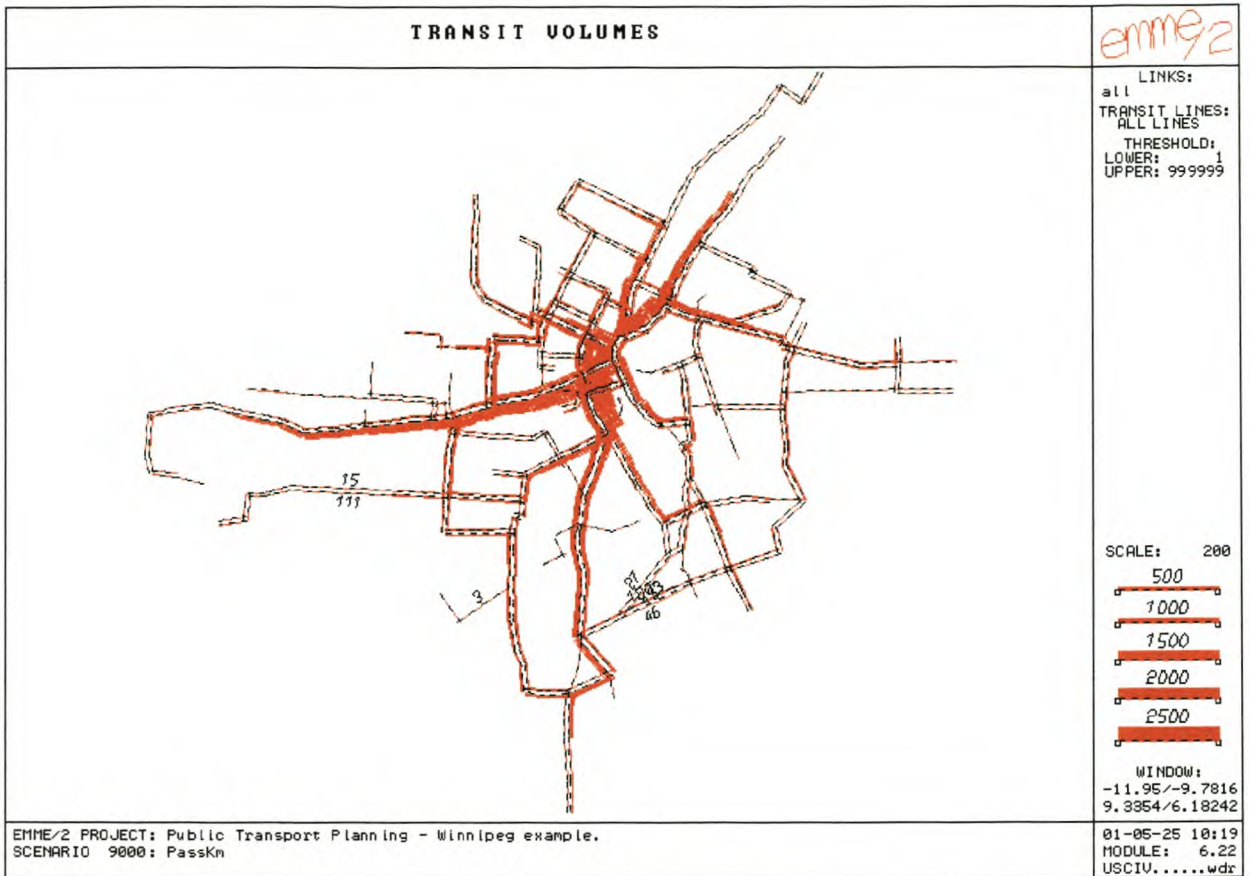 TRANSIT VOLUMES
emme/2
LINKS:
all
TRANSIT LINES:
ALL LINES
THRESHOLD:
LOWER: 1
UPPER: 999999
15
111
3
46
SCALE: 200
500
1000
1500
2000
2500
WINDOW:
-11.95/-9.7816
9.3354/6.18242
EMME/2 PROJECT: Public Transport Planning - Winnipeg example.
SCENARIO 9000: PassKm
01-05-25 10:19
MODULE: 6.22
USCIV......wdr